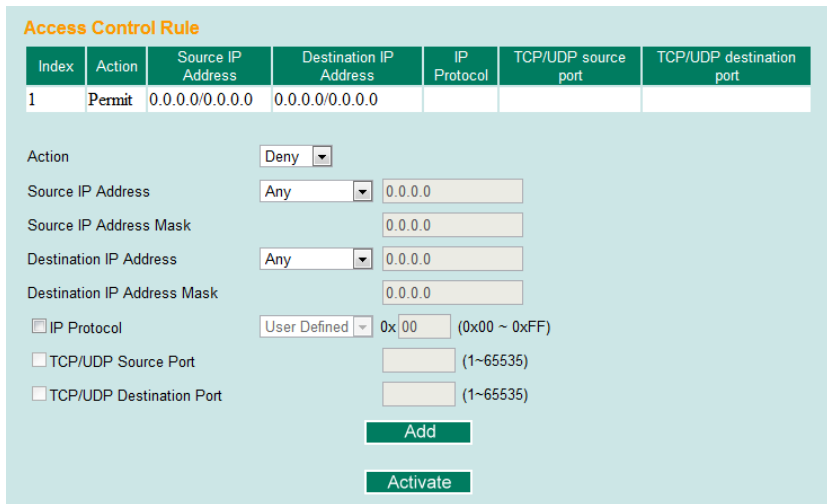 Access Control Rule
Index Action Source IP Address Destination IP Address IP Protocol TCP/UDP source port TCP/UDP destination port
1 Permit 0.0.0.0/0.0.0.0 0.0.0.0/0.0.0.0
Action Deny
Source IP Address Any 0.0.0.0
Source IP Address Mask 0.0.0.0
Destination IP Address Any 0.0.0.0
Destination IP Address Mask 0.0.0.0
IP Protocol User Defined 0x 00 (0x00 ~ 0xFF)
TCP/UDP Source Port (1~65535)
TCP/UDP Destination Port (1~65535)
Add
Activate